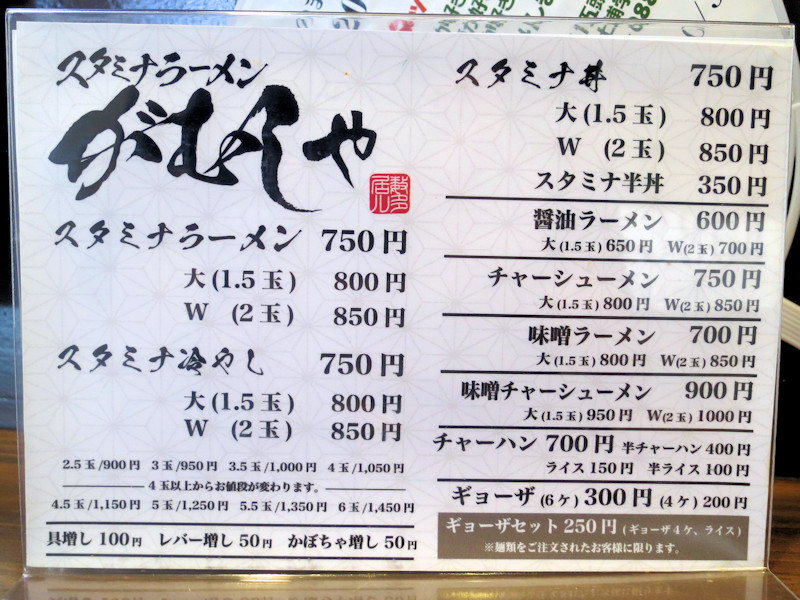 スタミナラーメン
がむしゃ
スタミナラーメン 750円
大(1.5玉) 800円
W (2玉) 850円
スタミナ冷やし 750円
大(1.5玉) 800円
W (2玉) 850円
2.5玉/900円 3玉/950円 3.5玉/1,000円 4玉/1,050円
4玉以上からお値段が変わります。
4.5玉/1,150円 5玉/1,250円 5.5玉/1,350円 6玉/1,450円
具増し 100円 レバー増し 50円 かぼちゃ増し 50円
スタミナ丼 750円
大(1.5玉) 800円
W (2玉) 850円
スタミナ半丼 350円
醤油ラーメン 600円
大(1.5玉)650円 W(2玉)700円
チャーシューメン 750円
大(1.5玉)800円 W(2玉)850円
味噌ラーメン 700円
大(1.5玉)800円 W(2玉)850円
味噌チャーシューメン 900円
大(1.5玉)950円 W(2玉)1000円
チャーハン 700円 半チャーハン 400円
ライス 150円 半ライス 100円
ギョーザ(6ケ)300円(4ケ)200円
ギョーザセット 250円(ギョーザ4ケ、ライス)
※麺類をご注文されたお客様に限ります。